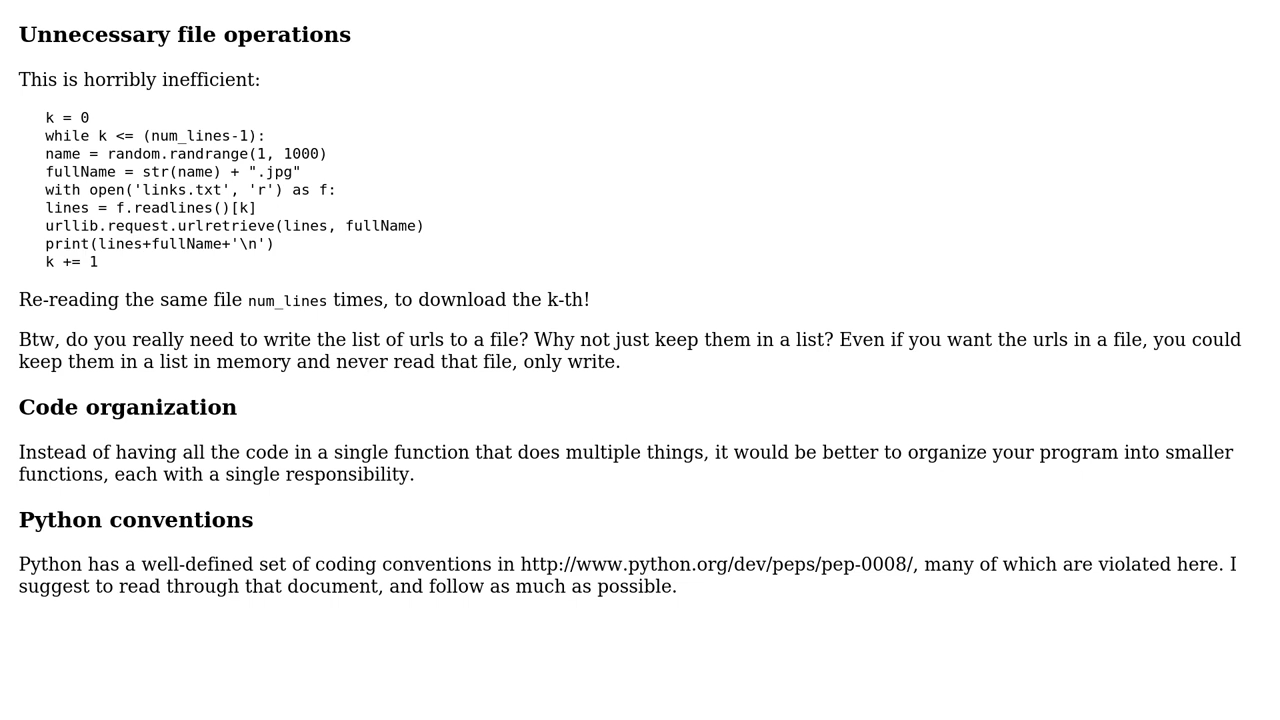 Unnecessary file operations
This is horribly inefficient:
k = 0
while k <= (num_lines-1):
name = random.randrange(1, 1000)
fullName = str(name) + ".jpg"
with open('links.txt', 'r') as f:
lines = f.readlines()[k]
urllib.request.urlretrieve(lines, fullName)
print(lines+fullName+'\n')
k += 1
Re-reading the same file num_lines times, to download the k-th!
Btw, do you really need to write the list of urls to a file? Why not just keep them in a list? Even if you want the urls in a file, you could
keep them in a list in memory and never read that file, only write.
Code organization
Instead of having all the code in a single function that does multiple things, it would be better to organize your program into smaller
functions, each with a single responsibility.
Python conventions
Python has a well-defined set of coding conventions in http://www.python.org/dev/peps/pep-0008/, many of which are violated here. I
suggest to read through that document, and follow as much as possible.